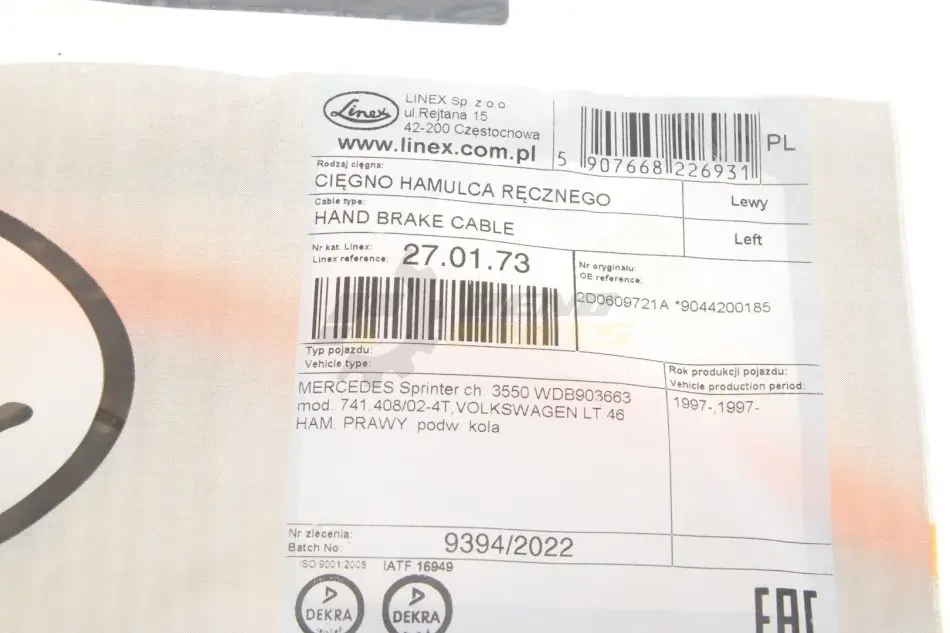 Linex
LINEX Sp. z o.o.
ul.Rejtana 15
42-200 Częstochowa
www.linex.com.pl
5 907668 226931
PL
Rodzaj cięgna:
CIĘGNO HAMULCA RĘCZNEGO
Lewy
Cable type:
HAND BRAKE CABLE
Left
Nr kat. Linex:
Linex reference:
27.01.73
Nr oryginału:
OE reference:
2D0609721A *9044200185
Typ pojazdu:
Vehicle type:
Rok produkcji pojazdu:
Vehicle production period:
MERCEDES Sprinter ch. 3550 WDB903663
mod. 741.408/02-4T,VOLKSWAGEN LT 46
HAM. PRAWY podw. kola
1997-,1997-
Nr zlecenia:
Batch No:
9394/2022
ISO 9001:2008
IATF 16949
DEKRA
DEKRA
EAC